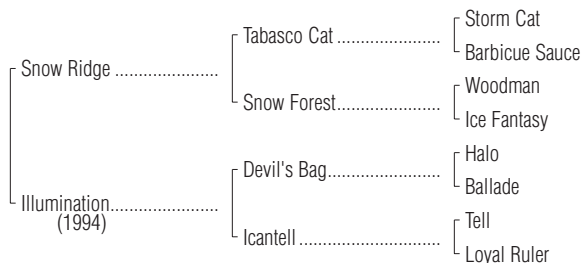 Storm Cat
Tabasco Cat ......................
Barbicue Sauce
Snow Ridge ......................
Woodman
Snow Forest......................
Ice Fantasy
Halo
Devil's Bag........................
Ballade
Illumination.......................
(1994)
Tell
Icantell ..............................
Loyal Ruler